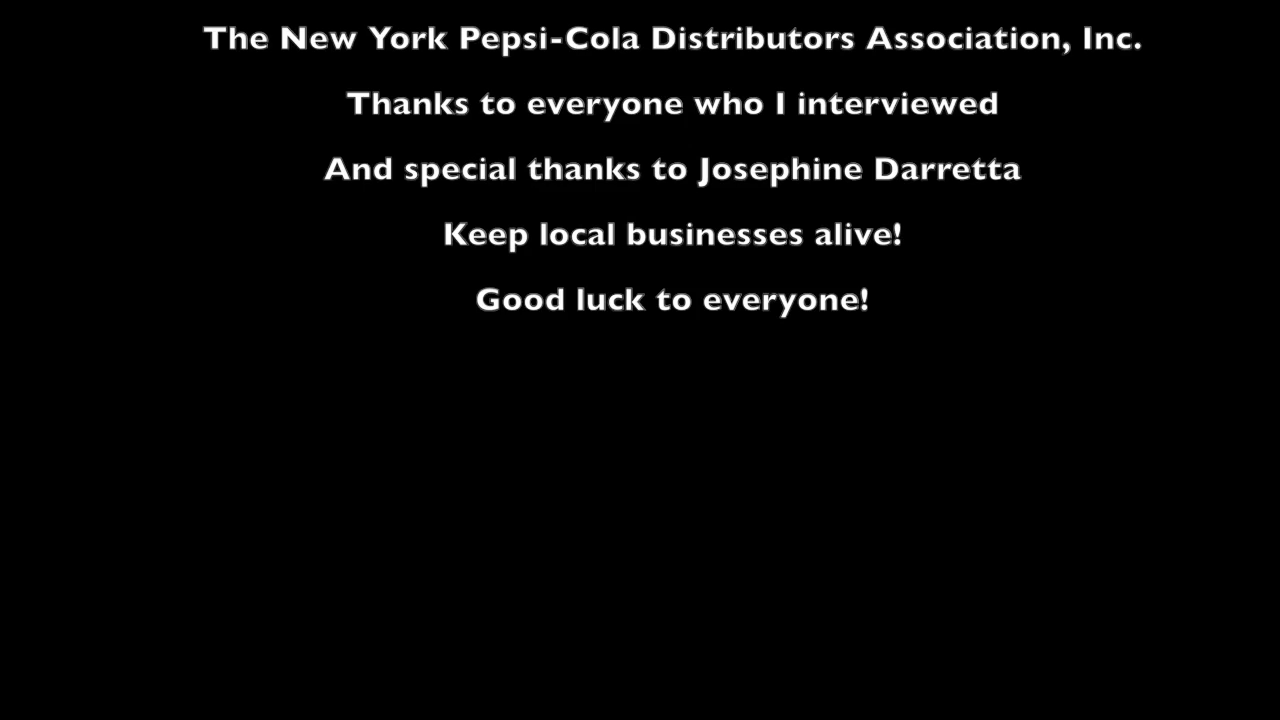 The New York Pepsi-Cola Distributors Association, Inc.
Thanks to everyone who I interviewed
And special thanks to Josephine Darretta
Keep local businesses alive!
Good luck to everyone!